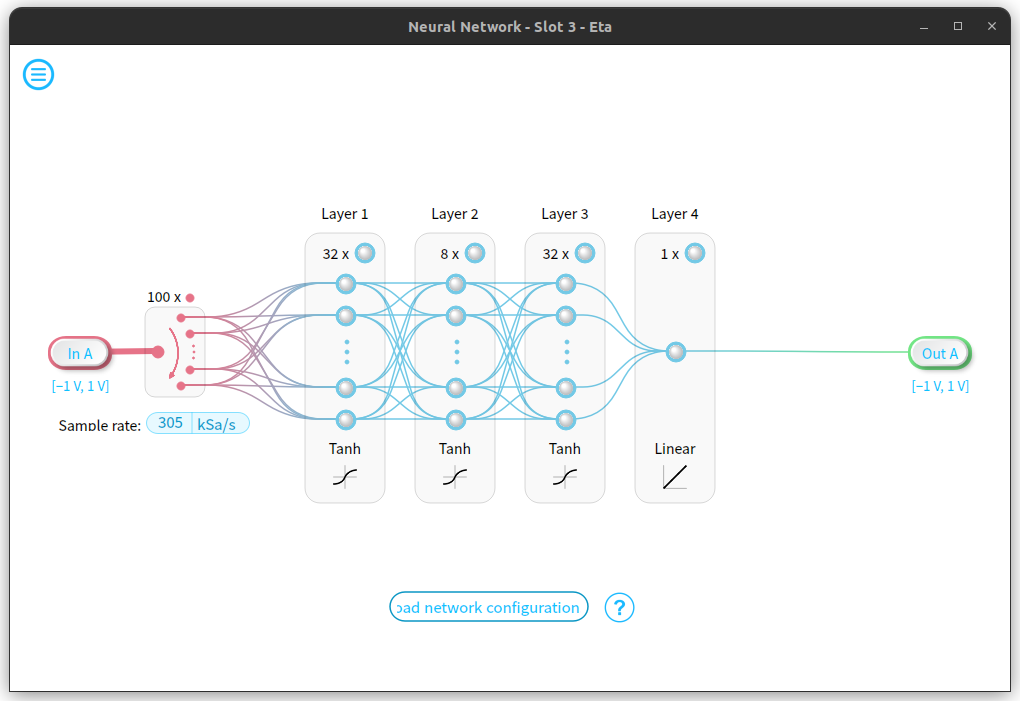 Neural Network - Slot 3 - Eta
Layer 1
Layer 2
Layer 3
Layer 4
32 x
8 x
32 x
1 x
100 x
In A
[−1 V, 1 V]
Sample rate: 305 kSa/s
Out A
[−1 V, 1 V]
Tanh
Tanh
Tanh
Linear
oad network configuration
?